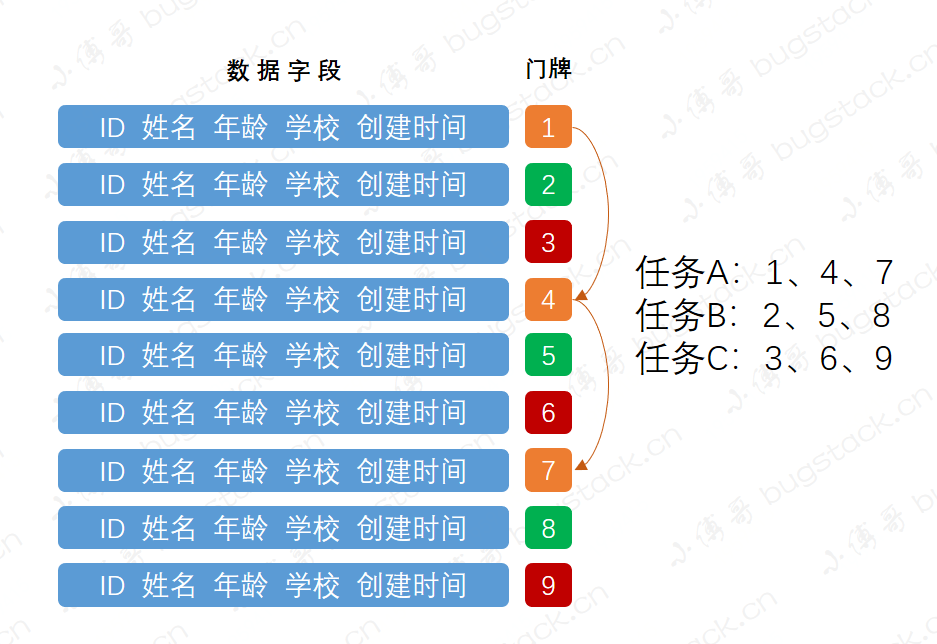 数据字段 门牌
ID 姓名 年龄 学校 创建时间 1
ID 姓名 年龄 学校 创建时间 2
ID 姓名 年龄 学校 创建时间 3
ID 姓名 年龄 学校 创建时间 4
ID 姓名 年龄 学校 创建时间 5
ID 姓名 年龄 学校 创建时间 6
ID 姓名 年龄 学校 创建时间 7
ID 姓名 年龄 学校 创建时间 8
ID 姓名 年龄 学校 创建时间 9
任务A：1、4、7
任务B：2、5、8
任务C：3、6、9
小傅哥 bugstack.cn